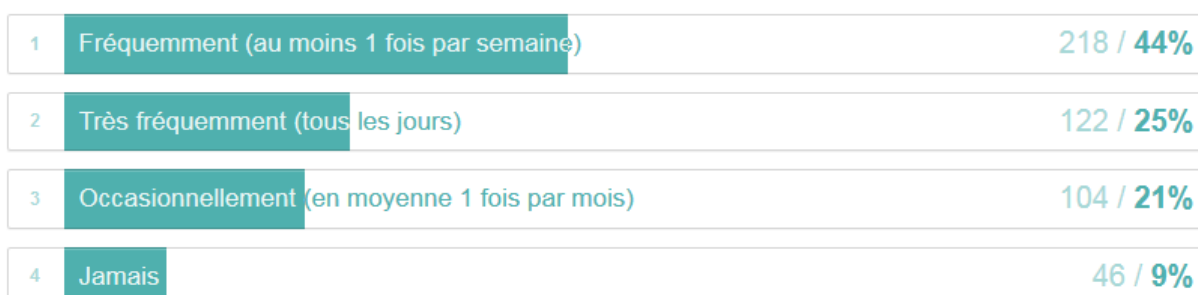 1 Fréquemment (au moins 1 fois par semaine) 218 / 44%
2 Très fréquemment (tous les jours) 122 / 25%
3 Occasionnellement (en moyenne 1 fois par mois) 104 / 21%
4 Jamais 46 / 9%